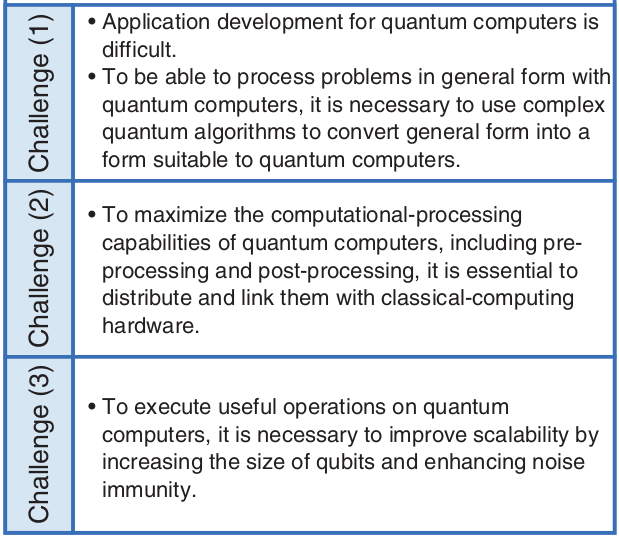 Challenge (1)
• Application development for quantum computers is
difficult.
• To be able to process problems in general form with
quantum computers, it is necessary to use complex
quantum algorithms to convert general form into a
form suitable to quantum computers.
Challenge (2)
• To maximize the computational-processing
capabilities of quantum computers, including pre-
processing and post-processing, it is essential to
distribute and link them with classical-computing
hardware.
Challenge (3)
• To execute useful operations on quantum
computers, it is necessary to improve scalability by
increasing the size of qubits and enhancing noise
immunity.